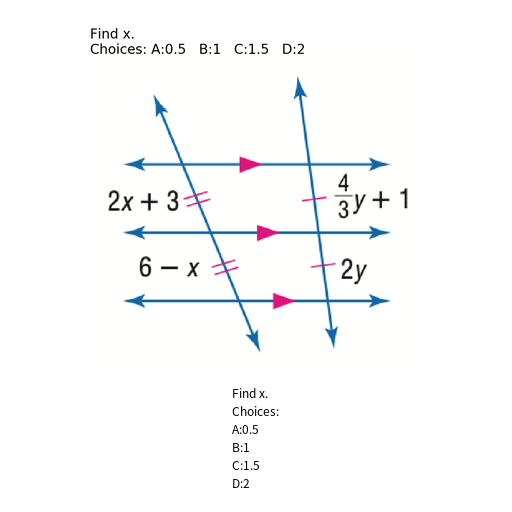 Find x.
Choices: A:0.5 B:1 C:1.5 D:2
2x + 3
4/3 y + 1
6 − x
2y
Find x.
Choices:
A:0.5
B:1
C:1.5
D:2